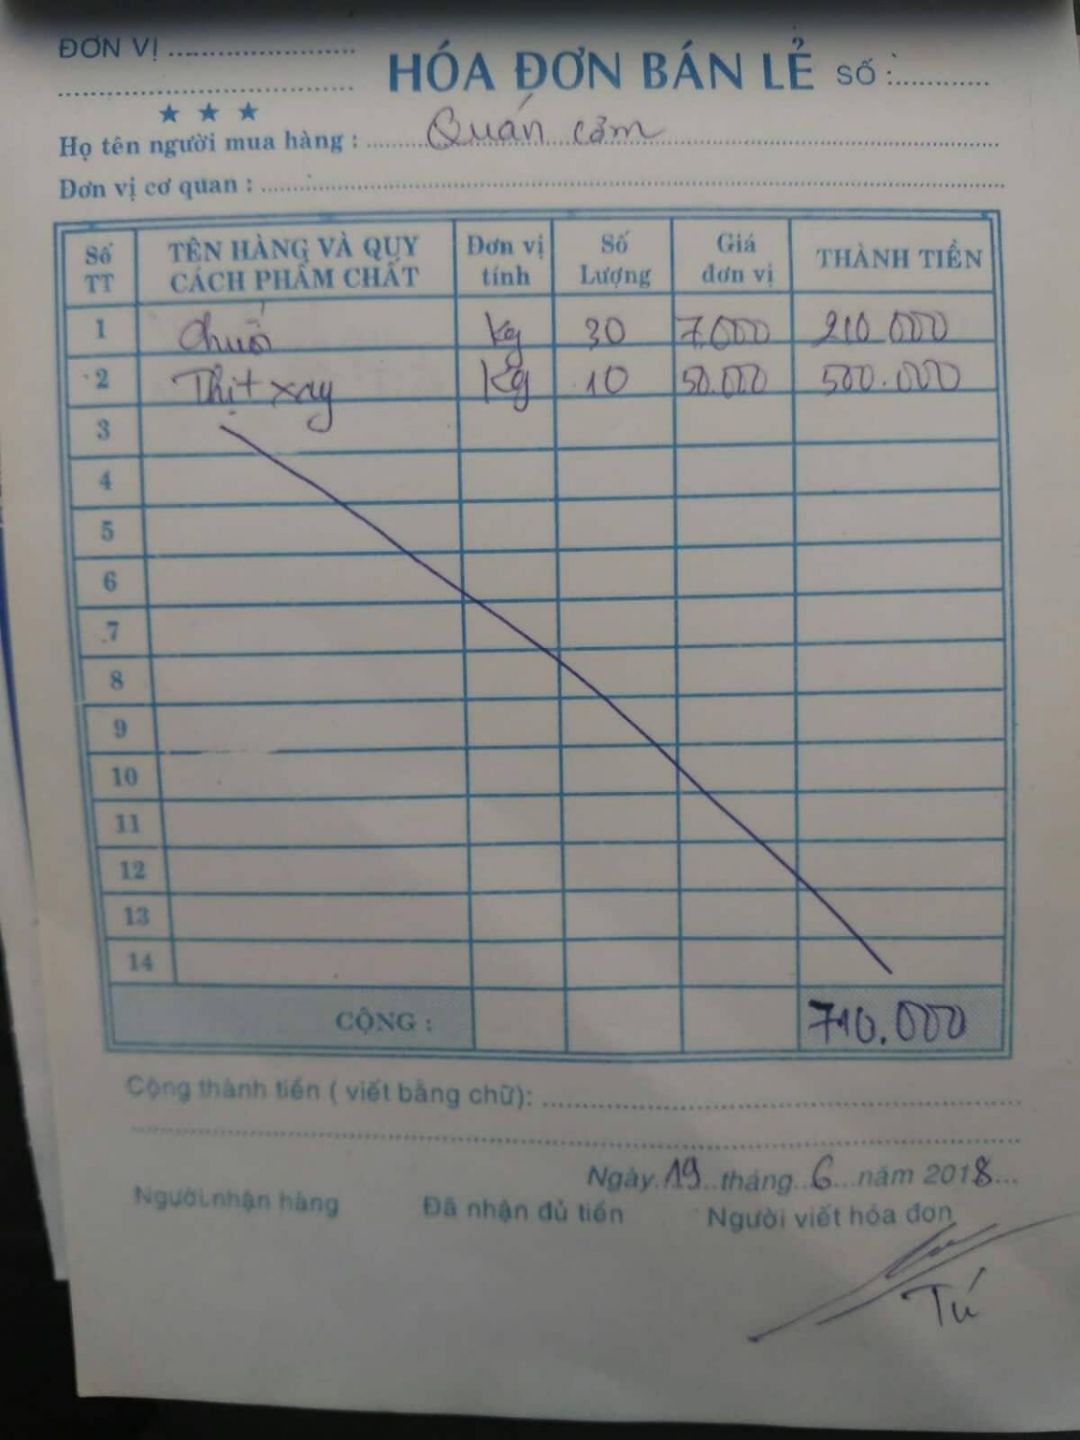 ĐƠN VỊ ........................
HÓA ĐƠN BÁN LẺ SỐ :............
★ ★ ★
Họ tên người mua hàng : Quán cơm
Đơn vị cơ quan : ........................
Số TT TÊN HÀNG VÀ QUY CÁCH PHẨM CHẤT Đơn vị tính Số Lượng Giá đơn vị THÀNH TIỀN
1 Chuối kg 30 7.000 210.000
2 Thịt xay Kg 10 50.000 500.000
3
4
5
6
7
8
9
10
11
12
13
14
CỘNG : 710.000
Cộng thành tiền ( viết bằng chữ): ........................
Ngày 19 tháng 6 năm 2018
Người nhận hàng Đã nhận đủ tiền Người viết hóa đơn
Tú